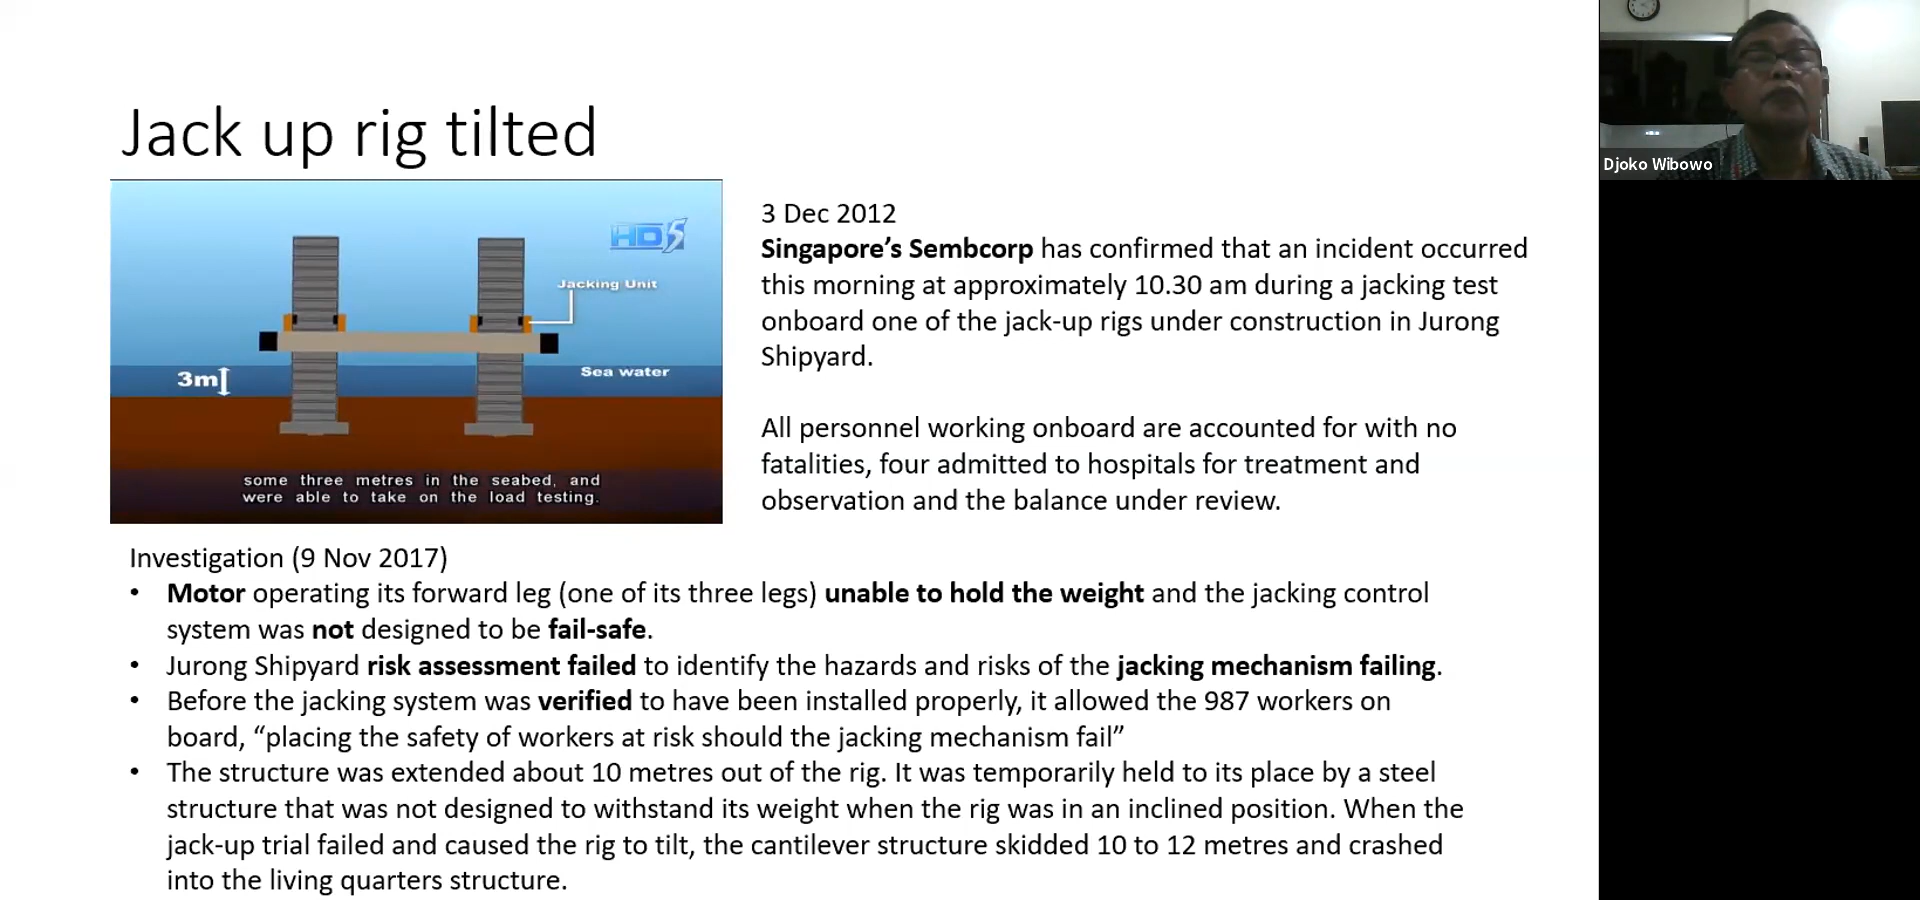 Jack up rig tilted
HD5
Jacking Unit
3m
Sea water
some three metres in the seabed, and
were able to take on the load testing.
3 Dec 2012
Singapore’s Sembcorp has confirmed that an incident occurred
this morning at approximately 10.30 am during a jacking test
onboard one of the jack-up rigs under construction in Jurong
Shipyard.
All personnel working onboard are accounted for with no
fatalities, four admitted to hospitals for treatment and
observation and the balance under review.
Investigation (9 Nov 2017)
• Motor operating its forward leg (one of its three legs) unable to hold the weight and the jacking control
system was not designed to be fail-safe.
• Jurong Shipyard risk assessment failed to identify the hazards and risks of the jacking mechanism failing.
• Before the jacking system was verified to have been installed properly, it allowed the 987 workers on
board, “placing the safety of workers at risk should the jacking mechanism fail”
• The structure was extended about 10 metres out of the rig. It was temporarily held to its place by a steel
structure that was not designed to withstand its weight when the rig was in an inclined position. When the
jack-up trial failed and caused the rig to tilt, the cantilever structure skidded 10 to 12 metres and crashed
into the living quarters structure.
Djoko Wibowo